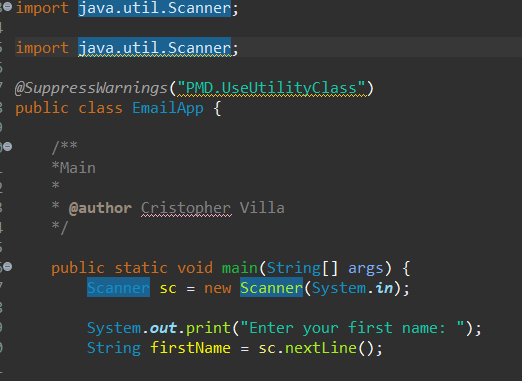 import java.util.Scanner;
import java.util.Scanner;
@SuppressWarnings("PMD.UseUtilityClass")
public class EmailApp {
/**
*Main
*
* @author Cristopher Villa
*/
public static void main(String[] args) {
Scanner sc = new Scanner(System.in);
System.out.print("Enter your first name: ");
String firstName = sc.nextLine();